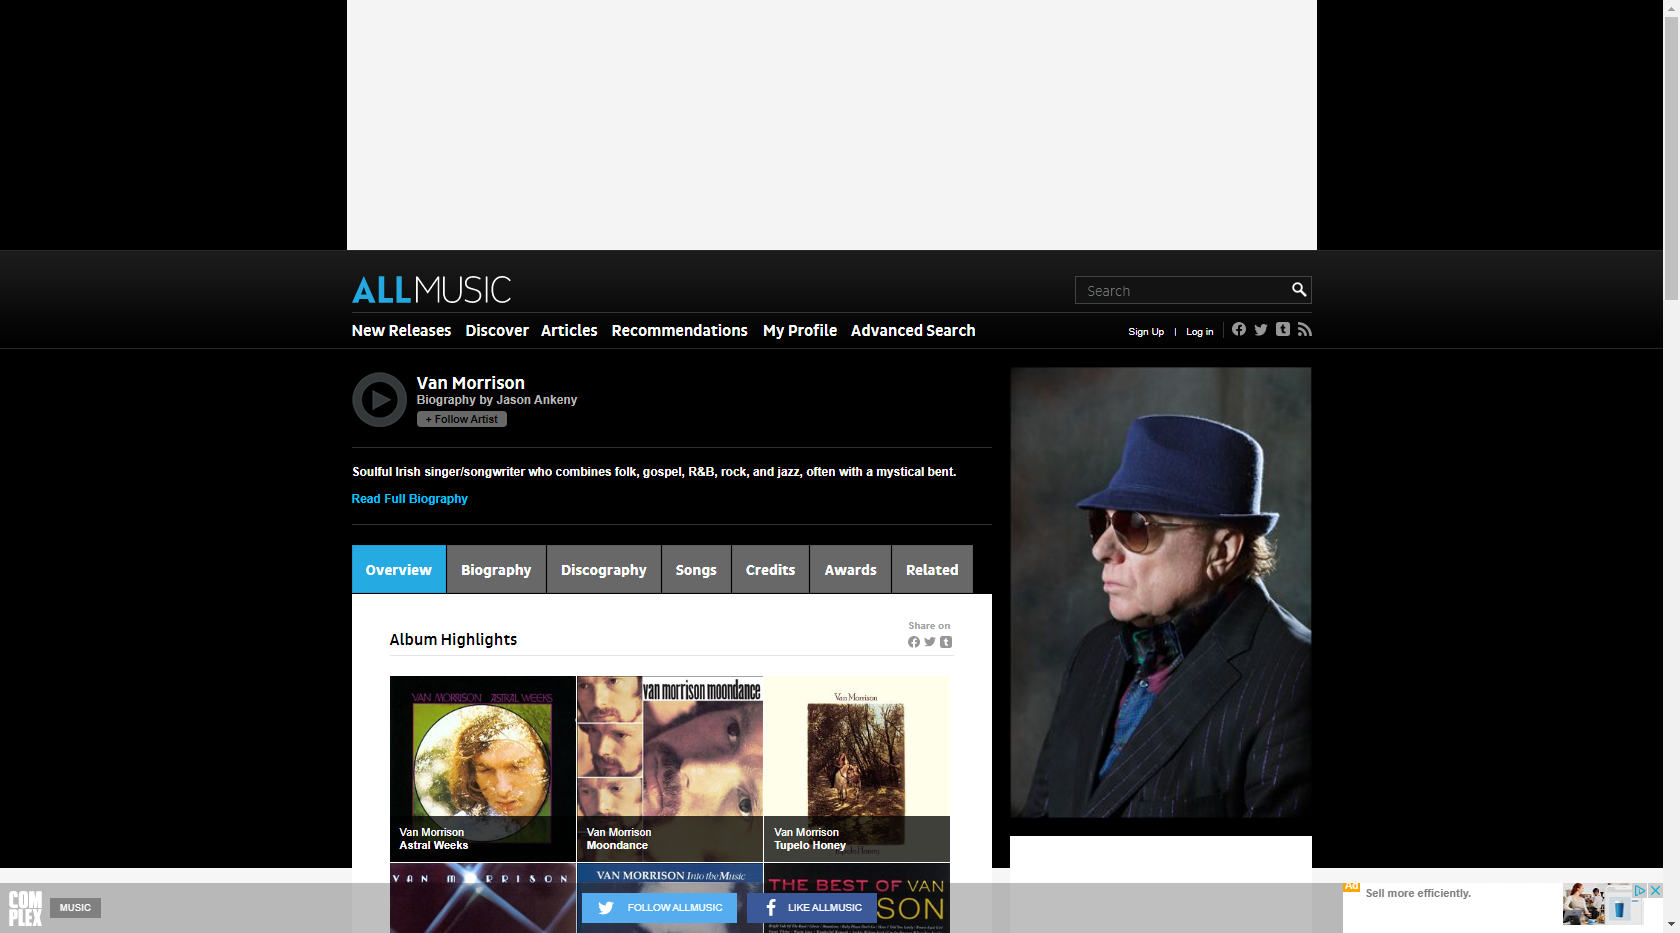 ALLMUSIC
Search
New Releases Discover Articles Recommendations My Profile Advanced Search
Sign Up | Log in
Van Morrison
Biography by Jason Ankeny
+ Follow Artist
Soulful Irish singer/songwriter who combines folk, gospel, R&B, rock, and jazz, often with a mystical bent.
Read Full Biography
Overview Biography Discography Songs Credits Awards Related
Share on
Album Highlights
VAN MORRISON ASTRAL WEEKS
van morrison moondance
Van Morrison
Van Morrison
Astral Weeks
Van Morrison
Moondance
Van Morrison
Tupelo Honey
Tupelo Honey
VAN MORRISON
VAN MORRISON Into the Music
THE BEST OF VAN
SON
COMPLEX
MUSIC
FOLLOW ALLMUSIC
LIKE ALLMUSIC
Ad
Sell more efficiently.